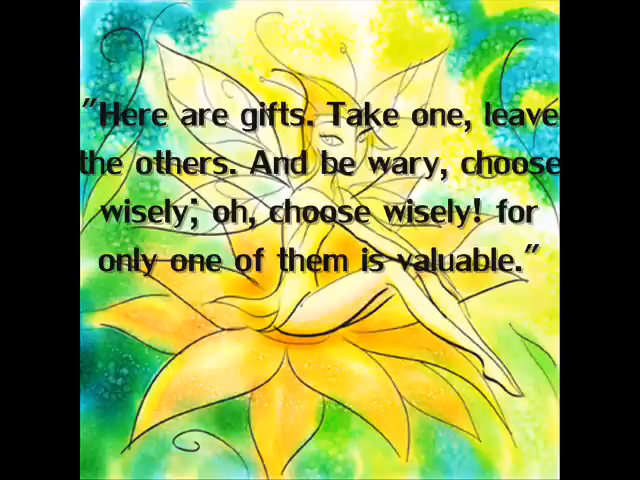 "Here are gifts. Take one, leave
the others. And be wary, choose
wisely; oh, choose wisely! for
only one of them is valuable."